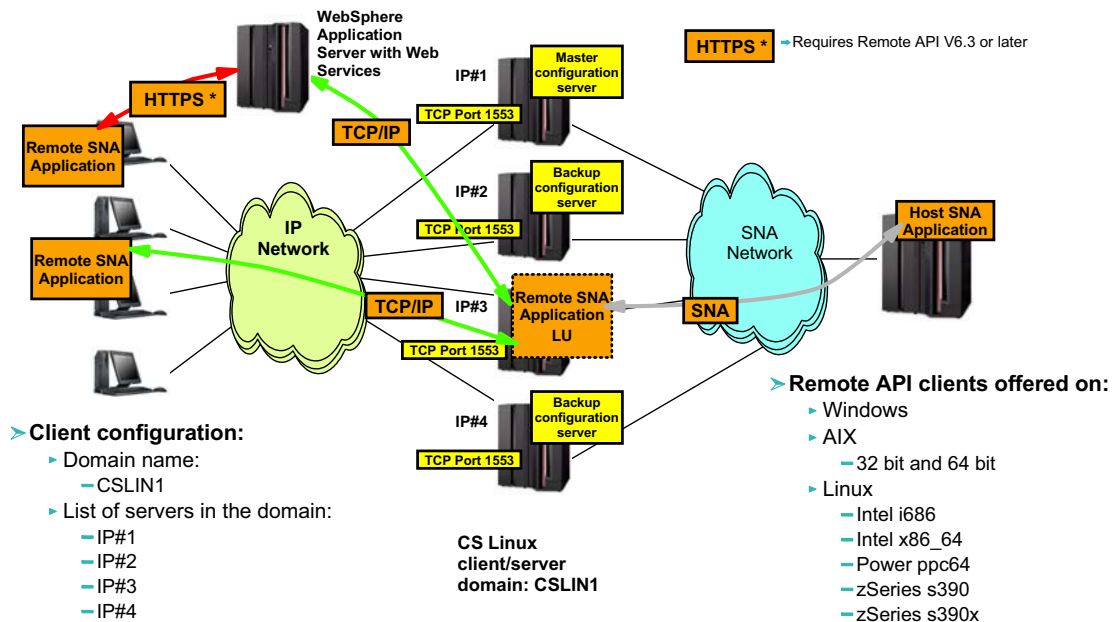 WebSphere
Application
Server with Web
Services
HTTPS *
Requires Remote API V6.3 or later
IP#1
Master
configuration
server
TCP Port 1553
HTTPS *
TCP/IP
Remote SNA
Application
IP#2
Backup
configuration
server
TCP Port 1553
IP
Network
SNA
Network
Host SNA
Application
Remote SNA
Application
TCP/IP
IP#3
Remote SNA
Application
LU
SNA
TCP Port 1553
IP#4
Backup
configuration
server
TCP Port 1553
Client configuration:
Domain name:
CSLIN1
List of servers in the domain:
IP#1
IP#2
IP#3
IP#4
CS Linux
client/server
domain: CSLIN1
Remote API clients offered on:
Windows
AIX
32 bit and 64 bit
Linux
Intel i686
Intel x86_64
Power ppc64
zSeries s390
zSeries s390x